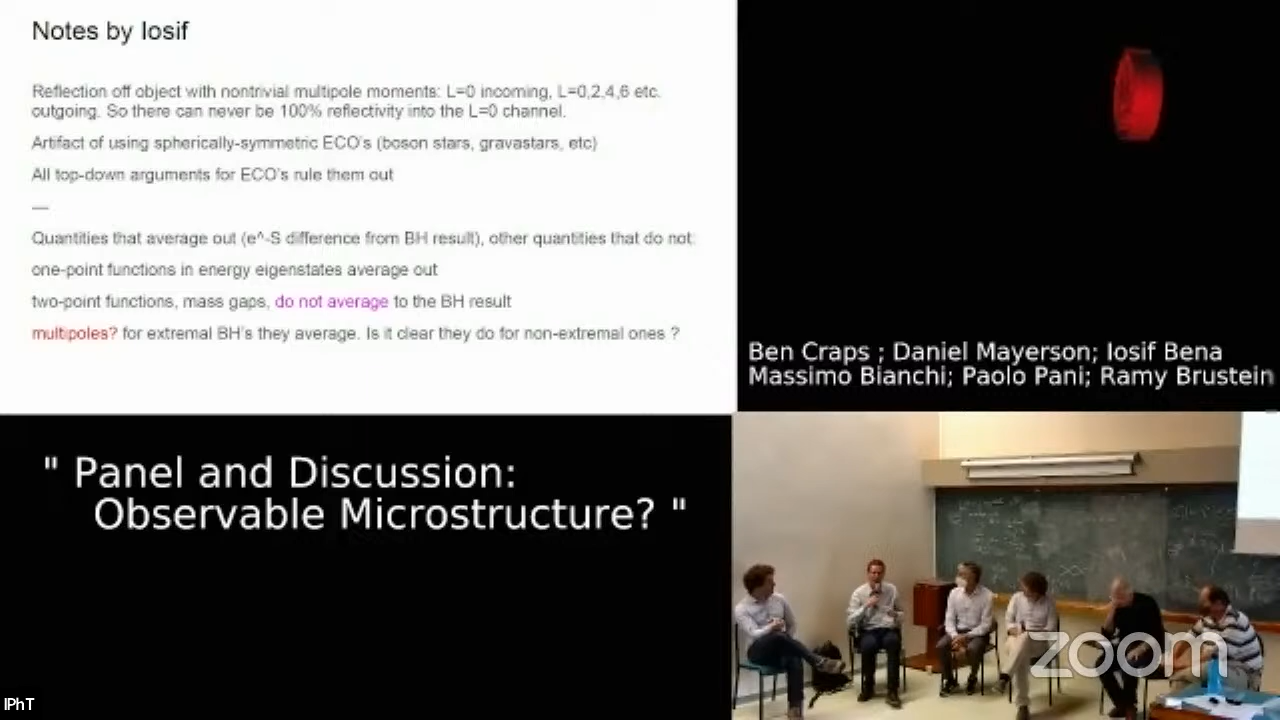 Notes by Iosif
Reflection off object with nontrivial multipole moments: L=0 incoming, L=0,2,4,6 etc.
outgoing. So there can never be 100% reflectivity into the L=0 channel.
Artifact of using spherically-symmetric ECO's (boson stars, gravastars, etc)
All top-down arguments for ECO's rule them out
—
Quantities that average out (e^-S difference from BH result), other quantities that do not:
one-point functions in energy eigenstates average out
two-point functions, mass gaps, do not average to the BH result
multipoles? for extremal BH's they average. Is it clear they do for non-extremal ones ?
Ben Craps ; Daniel Mayerson; Iosif Bena
Massimo Bianchi; Paolo Pani; Ramy Brustein
" Panel and Discussion:
Observable Microstructure? "
zoom
IPhT